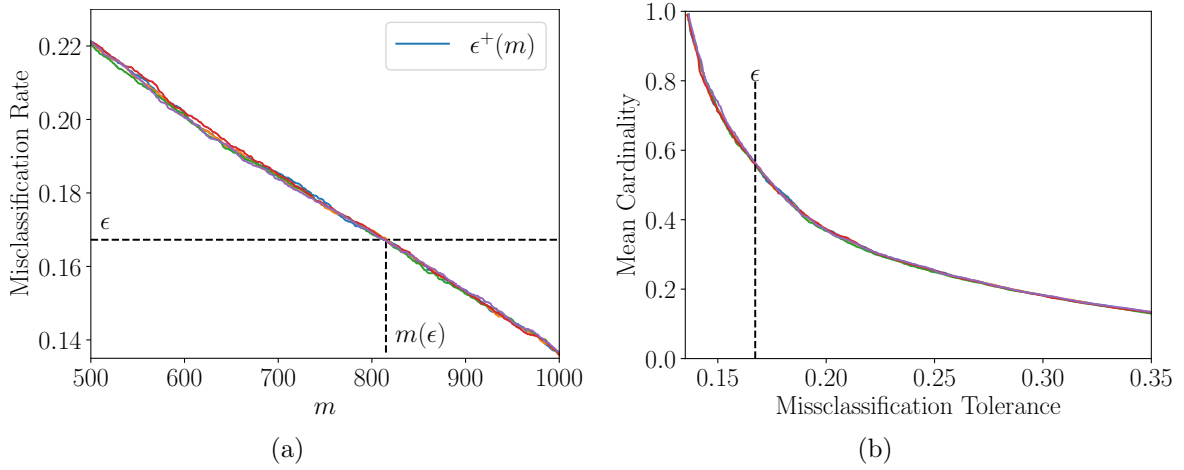 Misclassification Rate
0.22
0.20
0.18
0.16
0.14
ϵ⁺(m)
ϵ
m(ϵ)
500 600 700 800 900 1000
m
(a)
Mean Cardinality
1.0
0.8
0.6
0.4
0.2
0.0
ϵ
0.15 0.20 0.25 0.30 0.35
Missclassification Tolerance
(b)